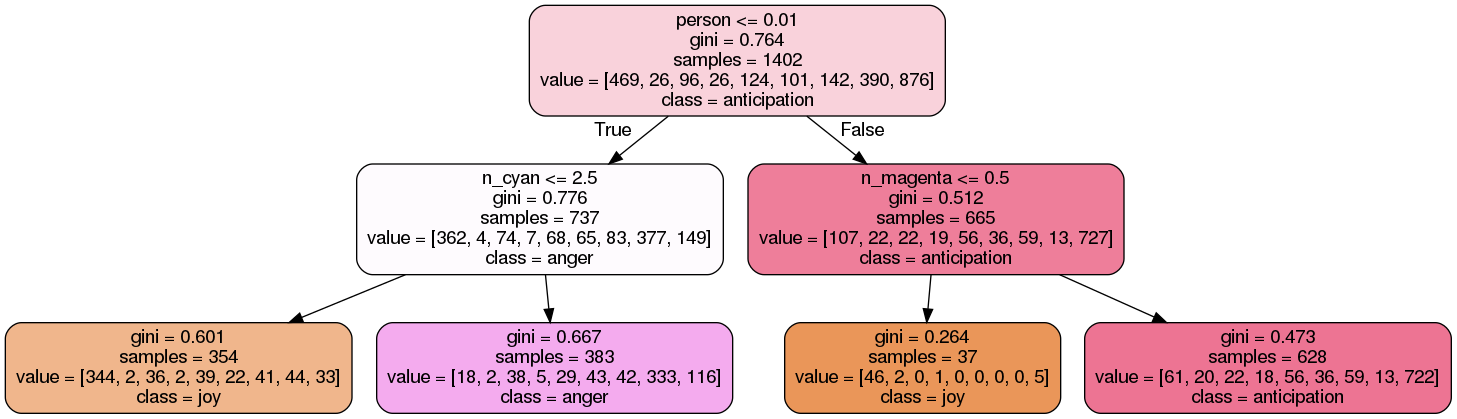 person <= 0.01
gini = 0.764
samples = 1402
value = [469, 26, 96, 26, 124, 101, 142, 390, 876]
class = anticipation
True
False
n_cyan <= 2.5
gini = 0.776
samples = 737
value = [362, 4, 74, 7, 68, 65, 83, 377, 149]
class = anger
n_magenta <= 0.5
gini = 0.512
samples = 665
value = [107, 22, 22, 19, 56, 36, 59, 13, 727]
class = anticipation
gini = 0.601
samples = 354
value = [344, 2, 36, 2, 39, 22, 41, 44, 33]
class = joy
gini = 0.667
samples = 383
value = [18, 2, 38, 5, 29, 43, 42, 333, 116]
class = anger
gini = 0.264
samples = 37
value = [46, 2, 0, 1, 0, 0, 0, 0, 5]
class = joy
gini = 0.473
samples = 628
value = [61, 20, 22, 18, 56, 36, 59, 13, 722]
class = anticipation